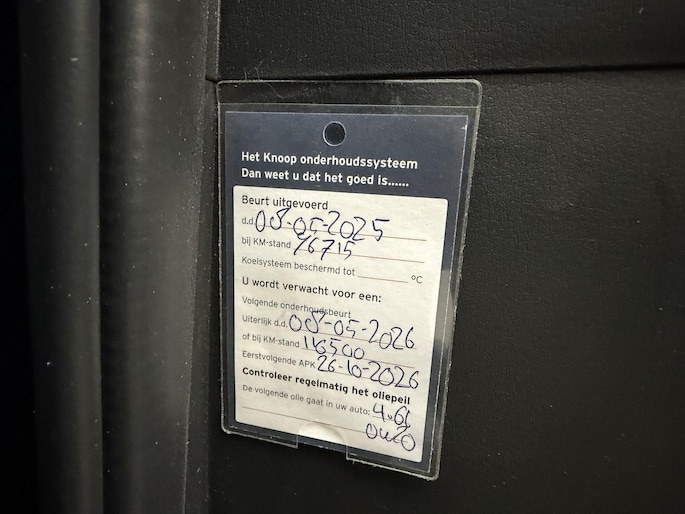 Het Knoop onderhoudssysteem
Dan weet u dat het goed is......
Beurt uitgevoerd
d.d. 08-05-2025
bij KM-stand 76715
Koelsysteem beschermd tot °C
U wordt verwacht voor een:
Volgende onderhoudsbeurt
Uiterlijk d.d. 08-05-2026
of bij KM-stand 116500
Eerstvolgende APK 26-10-2026
Controleer regelmatig het oliepeil
De volgende olie gaat in uw auto: 4.6L
0w20